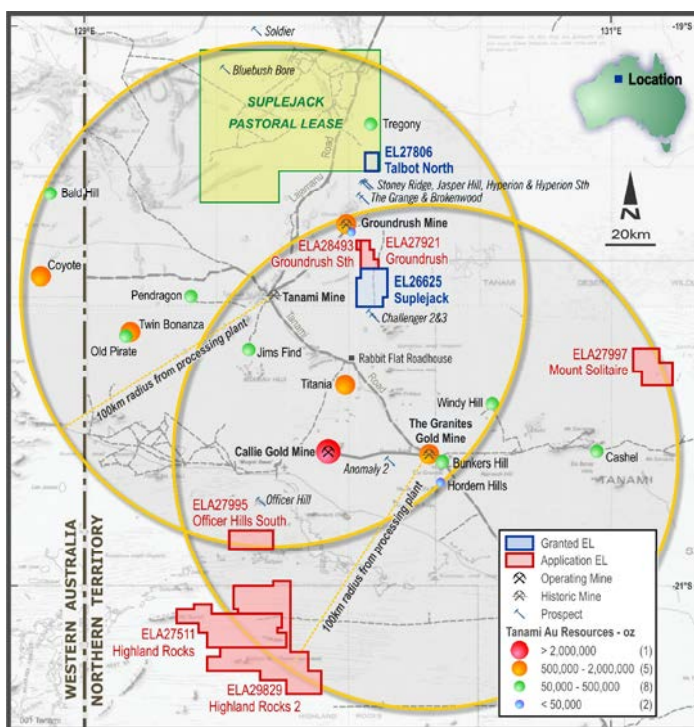 129°E
131°E
-19°S
Soldier
Bluebush Bore
SUPLEJACK
PASTORAL LEASE
Location
Tregony
EL27806
Talbot North
Lajamanu
Road
Stoney Ridge, Jasper Hill, Hyperion & Hyperion Sth
The Grange & Brokenwood
Bald Hill
N
20km
Groundrush Mine
ELA28493
Groundrush Sth
ELA27921
Groundrush
Coyote
TANAMI
DESERT
EL26625
Suplejack
Pendragon
Tanami Mine
Challenger 2&3
Twin Bonanza
Old Pirate
Tanami
Jims Find
Rabbit Flat Roadhouse
ELA27997
Mount Solitaire
100km radius from processing plant
Titania
Road
Windy Hill
The Granites
Gold Mine
Callie Gold Mine
Anomaly 2
Bunkers Hill
Cashel
Hordern Hills
TANAMI
ELA27995
Officer Hills South
Officer Hill
100km radius from processing plant
WESTERN AUSTRALIA
NORTHERN TERRITORY
ELA27511
Highland Rocks
ELA29829
Highland Rocks 2
-21°S
Granted EL
Application EL
Operating Mine
Historic Mine
Prospect
Tanami Au Resources - oz
> 2,000,000 (1)
500,000 - 2,000,000 (5)
50,000 - 500,000 (8)
< 50,000 (2)